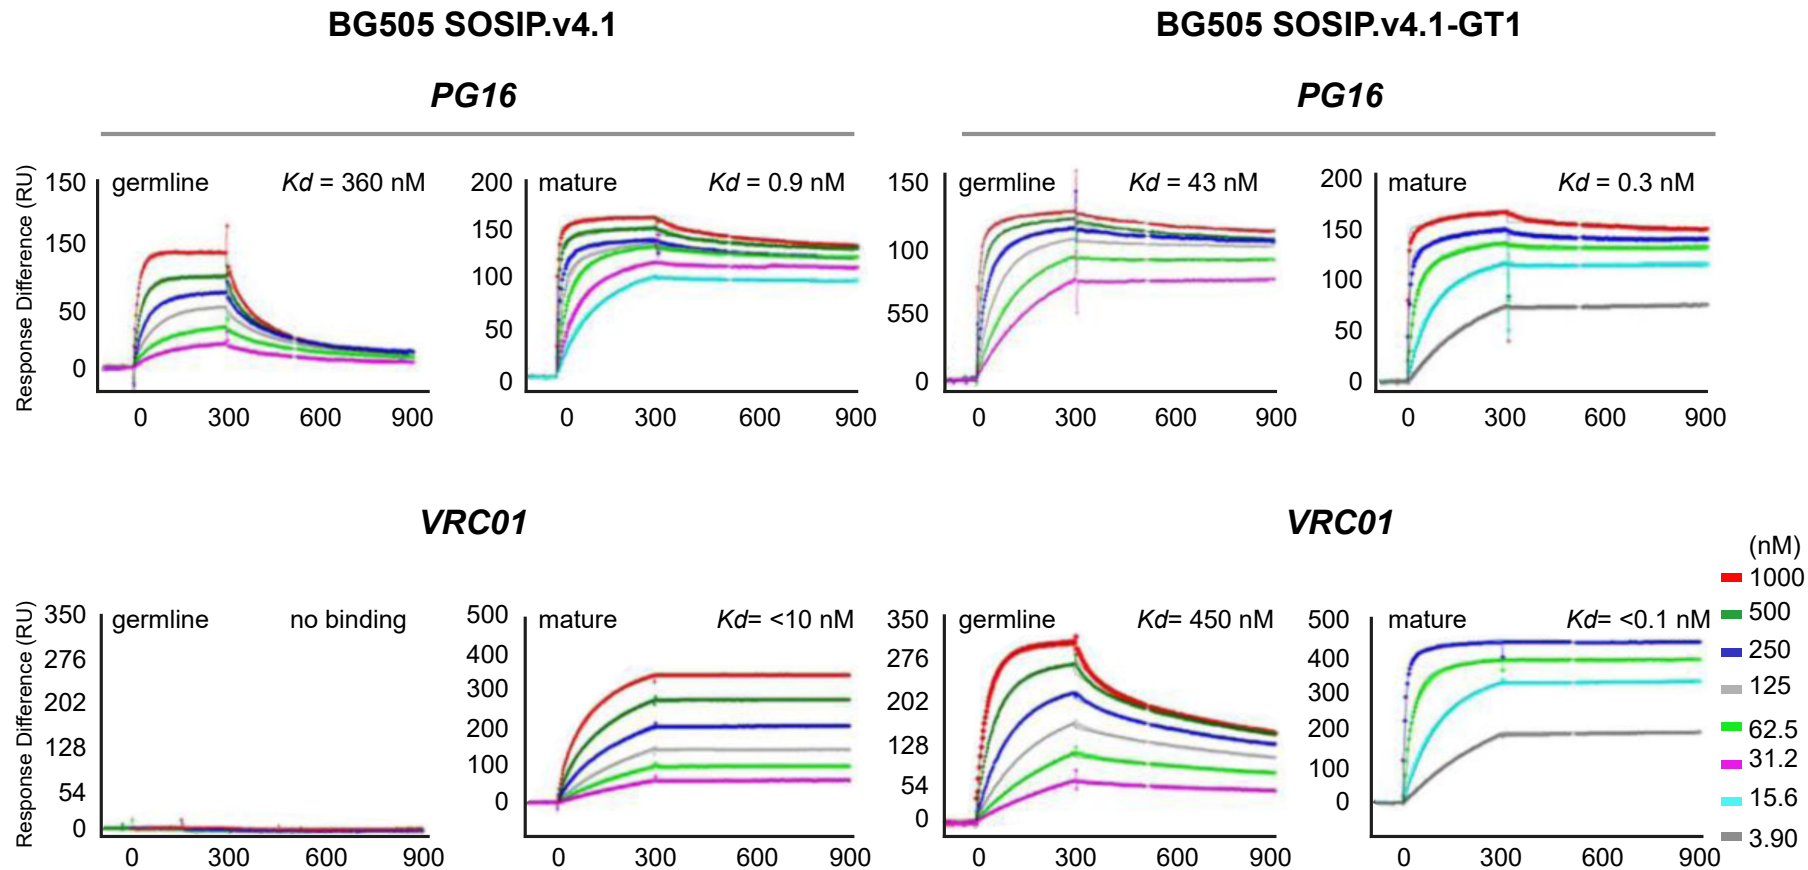 BG505 SOSIP.v4.1
BG505 SOSIP.v4.1-GT1
PG16
PG16
Response Difference (RU)
150
150
50
0
germline
Kd = 360 nM
0 300 600 900
200
150
100
50
0
mature
Kd = 0.9 nM
0 300 600 900
150
100
550
0
germline
Kd = 43 nM
0 300 600 900
200
150
100
50
0
mature
Kd = 0.3 nM
0 300 600 900
VRC01
VRC01
Response Difference (RU)
350
276
202
128
54
0
germline
no binding
0 300 600 900
500
400
300
200
100
0
mature
Kd= <10 nM
0 300 600 900
350
276
202
128
54
0
germline
Kd= 450 nM
0 300 600 900
500
400
300
200
100
0
mature
Kd= <0.1 nM
0 300 600 900
(nM)
1000
500
250
125
62.5
31.2
15.6
3.90